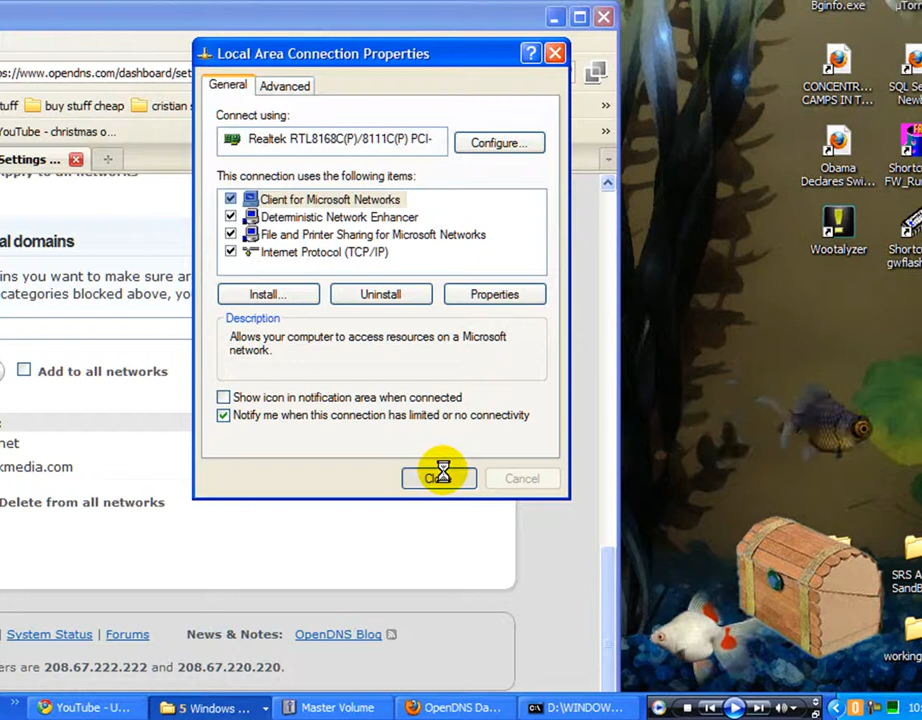 Bginfo.exe
Local Area Connection Properties
ps://www.opendns.com/dashboard/set
General
Advanced
tuff
buy stuff cheap
cristian s
YouTube - christmas o...
Settings ...
CONCENTR...
CAMPS IN T...
SQL Se
Newb
Connect using:
Realtek RTL8168C(P)/8111C(P) PCI-
Configure...
This connection uses the following items:
Client for Microsoft Networks
Deterministic Network Enhancer
File and Printer Sharing for Microsoft Networks
Internet Protocol (TCP/IP)
Obama
Declares Swi...
Shortc
FW_Ru
Wootalyzer
Shortcu
gwflash
al domains
ins you want to make sure ar
categories blocked above, yo
Install...
Uninstall
Properties
Description
Allows your computer to access resources on a Microsoft
network.
Add to all networks
Show icon in notification area when connected
Notify me when this connection has limited or no connectivity
net
kmedia.com
Delete from all networks
Cancel
SRS A
SandB
working
System Status
Forums
News & Notes:
OpenDNS Blog
ers are 208.67.222.222 and 208.67.220.220.
YouTube - U...
5 Windows ...
Master Volume
OpenDNS Da...
D:\WINDOW...
10: